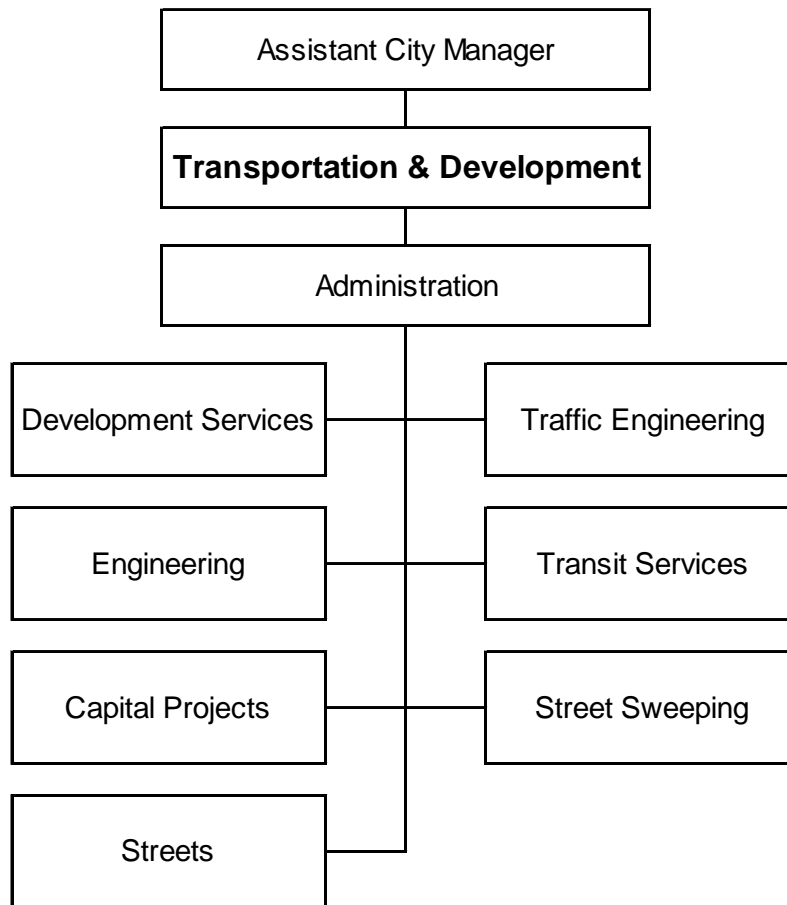 Assistant City Manager
Transportation & Development
Administration
Development Services
Traffic Engineering
Engineering
Transit Services
Capital Projects
Street Sweeping
Streets